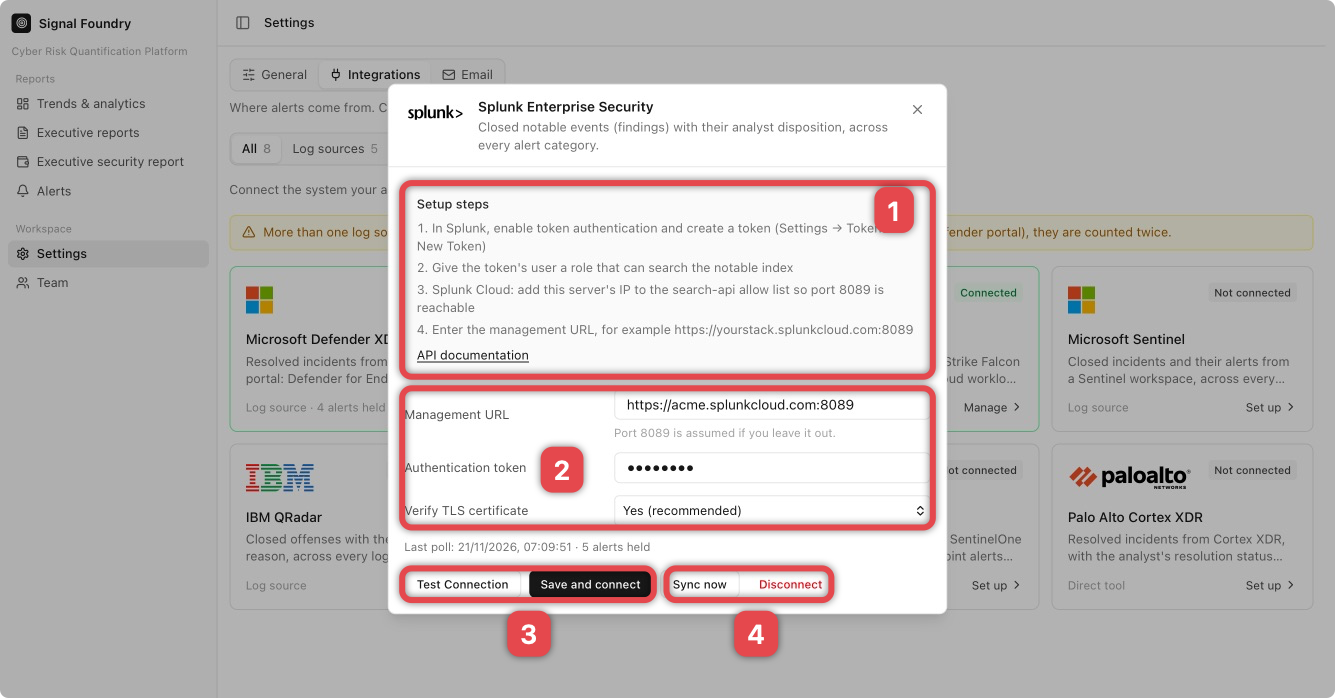 Signal Foundry
Cyber Risk Quantification Platform
Reports
Trends & analytics
Executive reports
Executive security report
Alerts
Workspace
Settings
Team
Settings
General
Integrations
Email
Where alerts come from. C
All 8
Log sources 5
Connect the system your a
More than one log so
fender portal), they are counted twice.
Microsoft Defender XD
Resolved incidents from
portal: Defender for End
Log source · 4 alerts held
Connected
Strike Falcon
ud worklo...
Manage
Not connected
Microsoft Sentinel
Closed incidents and their alerts from
a Sentinel workspace, across every...
Log source
Set up
IBM
IBM QRadar
Closed offenses with the
reason, across every log
Log source
ot connected
SentinelOne
oint alerts...
Set up
paloalto
NETWORKS
Not connected
Palo Alto Cortex XDR
Resolved incidents from Cortex XDR,
with the analyst's resolution status...
Direct tool
Set up
splunk>
Splunk Enterprise Security
Closed notable events (findings) with their analyst disposition, across
every alert category.
1
Setup steps
1. In Splunk, enable token authentication and create a token (Settings → Token
New Token)
2. Give the token's user a role that can search the notable index
3. Splunk Cloud: add this server's IP to the search-api allow list so port 8089 is
reachable
4. Enter the management URL, for example https://yourstack.splunkcloud.com:8089
API documentation
Management URL
https://acme.splunkcloud.com:8089
Port 8089 is assumed if you leave it out.
Authentication token
2
••••••••
Verify TLS certificate
Yes (recommended)
Last poll: 21/11/2026, 07:09:51 · 5 alerts held
Test Connection
Save and connect
Sync now
Disconnect
3
4